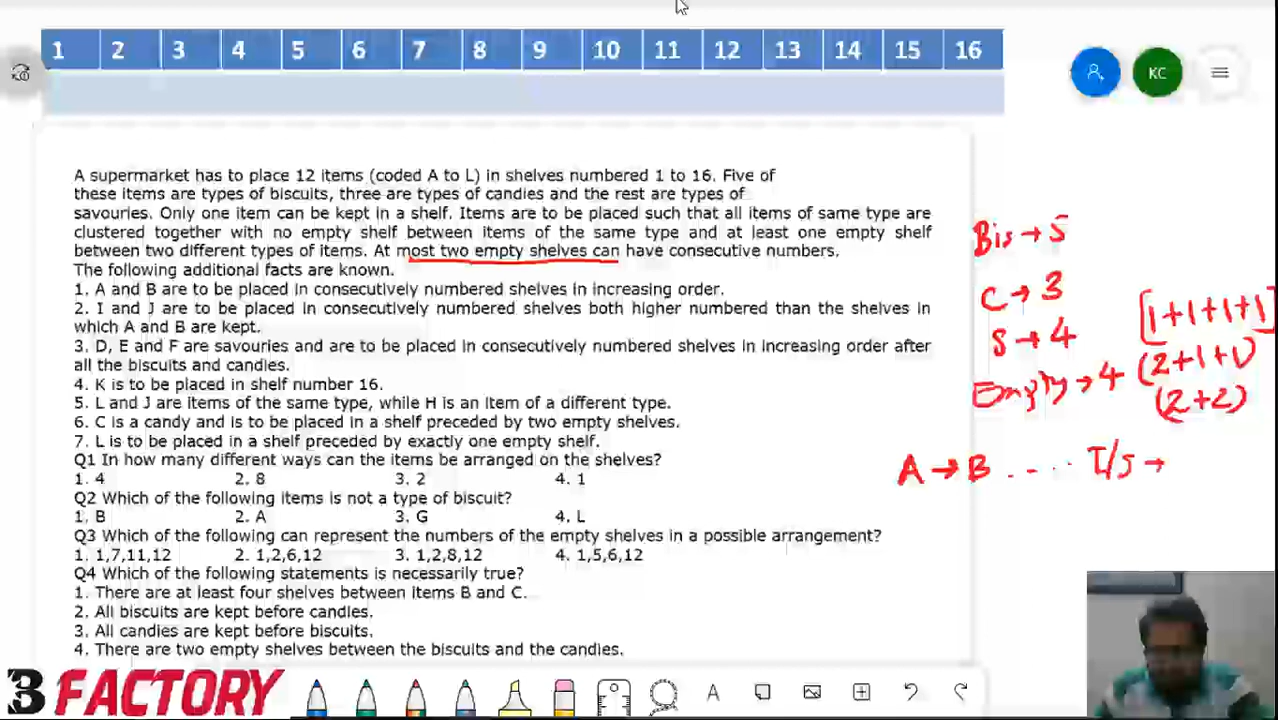 1 2 3 4 5 6 7 8 9 10 11 12 13 14 15 16
KC
A supermarket has to place 12 items (coded A to L) in shelves numbered 1 to 16. Five of
these items are types of biscuits, three are types of candies and the rest are types of
savouries. Only one item can be kept in a shelf. Items are to be placed such that all items of same type are
clustered together with no empty shelf between items of the same type and at least one empty shelf
between two different types of items. At most two empty shelves can have consecutive numbers.
The following additional facts are known.
1. A and B are to be placed in consecutively numbered shelves in increasing order.
2. I and J are to be placed in consecutively numbered shelves both higher numbered than the shelves in
which A and B are kept.
3. D, E and F are savouries and are to be placed in consecutively numbered shelves in increasing order after
all the biscuits and candies.
4. K is to be placed in shelf number 16.
5. L and J are items of the same type, while H is an item of a different type.
6. C is a candy and is to be placed in a shelf preceded by two empty shelves.
7. L is to be placed in a shelf preceded by exactly one empty shelf.
Q1 In how many different ways can the items be arranged on the shelves?
1. 4 2. 8 3. 2 4. 1
Q2 Which of the following items is not a type of biscuit?
1. B 2. A 3. G 4. L
Q3 Which of the following can represent the numbers of the empty shelves in a possible arrangement?
1. 1,7,11,12 2. 1,2,6,12 3. 1,2,8,12 4. 1,5,6,12
Q4 Which of the following statements is necessarily true?
1. There are at least four shelves between items B and C.
2. All biscuits are kept before candies.
3. All candies are kept before biscuits.
4. There are two empty shelves between the biscuits and the candies.
Bis → 5
C → 3
S → 4
Empty → 4
[1+1+1+1]
(2+1+1)
(2+2)
A → B .... I/J →
3 FACTORY
A